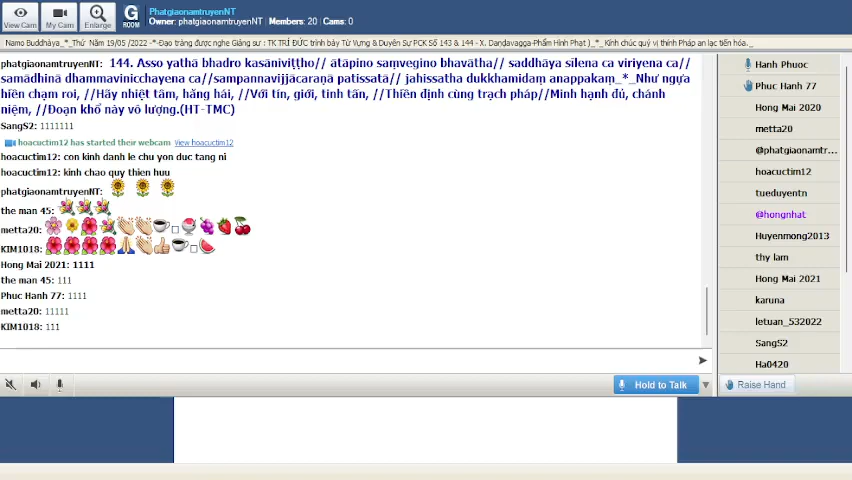 PhatgiaonamtruyenNT
Owner: phatgiaonamtruyenNT | Members: 20 | Cams: 0
View Cam
My Cam
Enlarge
G
ROOM
Namo Buddhàya_*_Thứ Năm 19/05 /2022 -*-Đạo tràng được nghe Giảng sư : TK TRÍ ĐỨC trình bày Từ Vựng & Duyên Sự PCK Số 143 & 144 - X. Daṇḍavagga-Phẩm Hình Phạt )_*_ Kính chúc quý vị thính Pháp an lạc tiến hóa._
phatgiaonamtruyenNT: 144. Asso yathā bhadro kasāniviṭṭho// ātāpino saṃvegino bhavātha// saddhāya sīlena ca viriyena ca//
samādhinā dhammavinicchayena ca//sampannavijjācaraṇā patissatā// jahissatha dukkhamidaṃ anappakaṃ_*_Như ngựa
hiền chạm roi, //Hãy nhiệt tâm, hăng hái, //Với tín, giới, tinh tấn, //Thiền định cùng trạch pháp//Minh hạnh đủ, chánh
niệm, //Đoạn khổ này vô lượng.(HT-TMC)
SangS2: 1111111
hoacuctim12 has started their webcam View hoacuctim12
hoacuctim12: con kinh danh le chu yon duc tang ni
hoacuctim12: kinh chao quy thien huu
phatgiaonamtruyenNT:
the man 45:
metta20:
KIM1018:
Hong Mai 2021: 1111
the man 45: 111
Phuc Hanh 77: 1111
metta20: 11111
KIM1018: 111
Hold to Talk
Hanh Phuoc
Phuc Hanh 77
Hong Mai 2020
metta20
@phatgiaonamtr...
hoacuctim12
tueduyentn
@hongnhat
Huyenmong2013
thy lam
Hong Mai 2021
karuna
letuan_532022
SangS2
Ha0420
Raise Hand